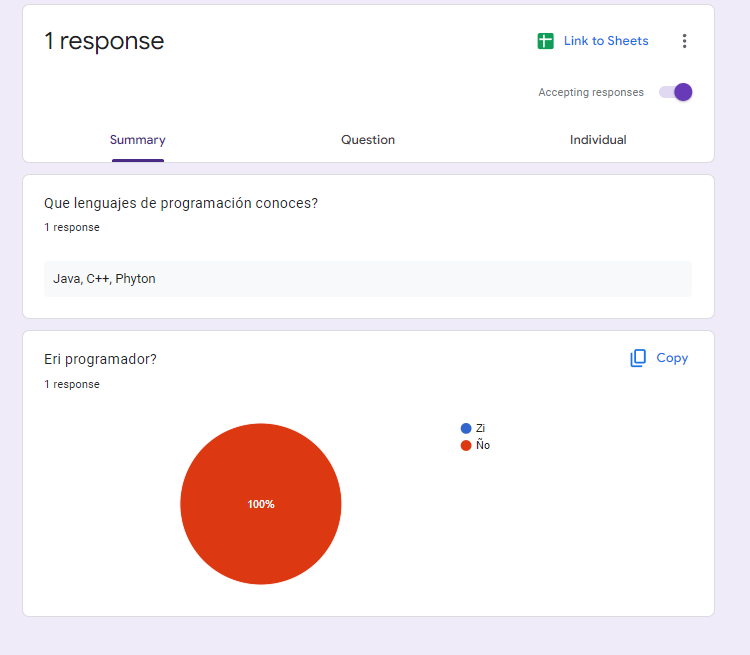 1 response
Link to Sheets
Accepting responses
Summary
Question
Individual
Que lenguajes de programación conoces?
1 response
Java, C++, Phyton
Eri programador?
Copy
1 response
Zi
Ño
100%